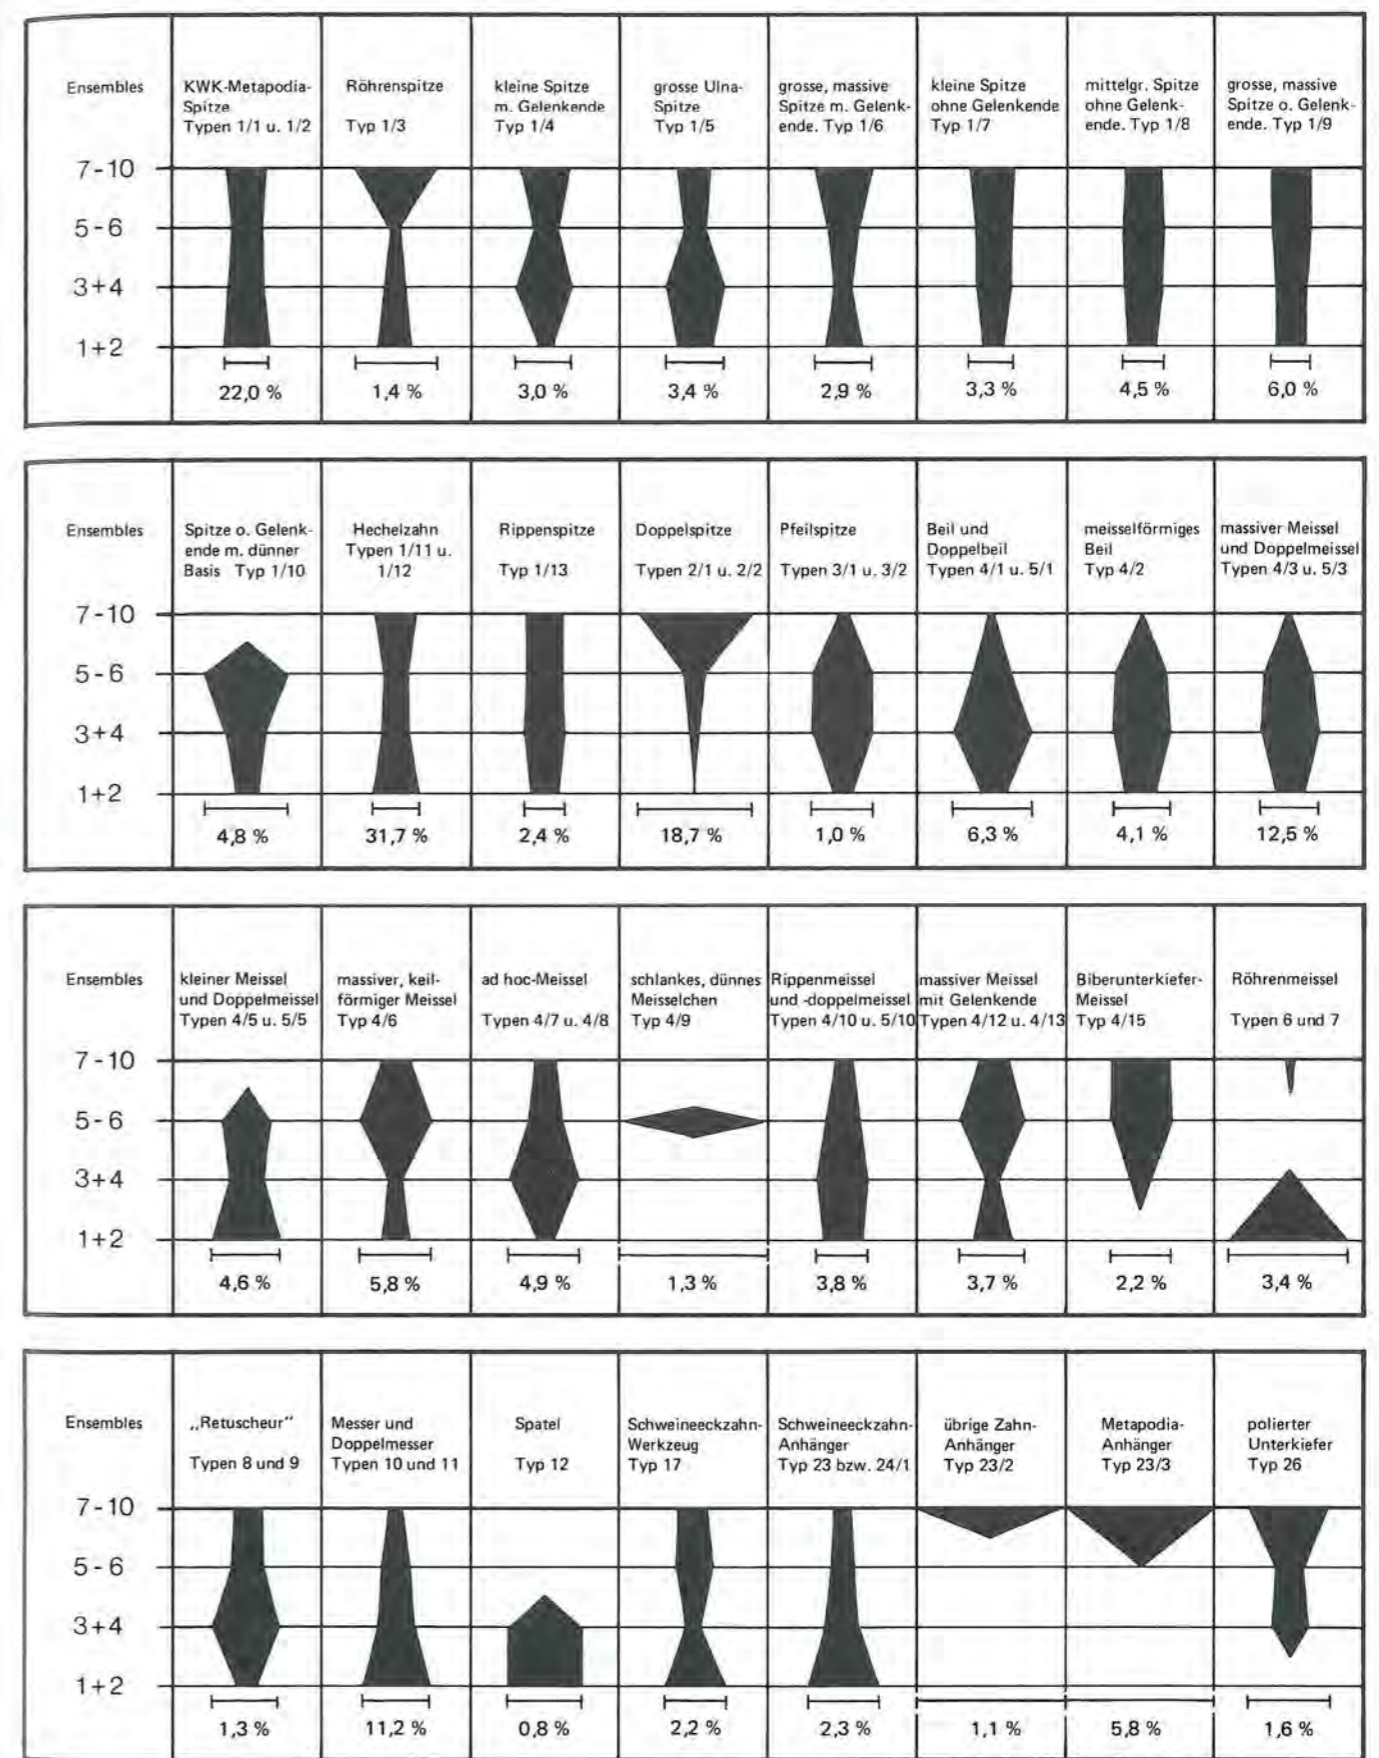 Ensembles
KWK-Metapodia-
Spitze
Typen 1/1 u. 1/2
Röhrenspitze
Typ 1/3
kleine Spitze
m. Gelenkende
Typ 1/4
grosse Ulna-
Spitze
Typ 1/5
grosse, massive
Spitze m. Gelenk-
ende. Typ 1/6
kleine Spitze
ohne Gelenkende
Typ 1/7
mittelgr. Spitze
ohne Gelenk-
ende. Typ 1/8
grosse, massive
Spitze o. Gelenk-
ende. Typ 1/9
7-10
5-6
3+4
1+2
22,0 %
1,4 %
3,0 %
3,4 %
2,9 %
3,3 %
4,5 %
6,0 %
Ensembles
Spitze o. Gelenk-
ende m. dünner
Basis Typ 1/10
Hechelzahn
Typen 1/11 u.
1/12
Rippenspitze
Typ 1/13
Doppelspitze
Typen 2/1 u. 2/2
Pfeilspitze
Typen 3/1 u. 3/2
Beil und
Doppelbeil
Typen 4/1 u. 5/1
meisselförmiges
Beil
Typ 4/2
massiver Meissel
und Doppelmeissel
Typen 4/3 u. 5/3
7-10
5-6
3+4
1+2
4,8 %
31,7 %
2,4 %
18,7 %
1,0 %
6,3 %
4,1 %
12,5 %
Ensembles
kleiner Meissel
und Doppelmeissel
Typen 4/5 u. 5/5
massiver, keil-
förmiger Meissel
Typ 4/6
ad hoc-Meissel
Typen 4/7 u. 4/8
schlankes, dünnes
Meisselchen
Typ 4/9
Rippenmeissel
und -doppelmeissel
Typen 4/10 u. 5/10
massiver Meissel
mit Gelenkende
Typen 4/12 u. 4/13
Biberunterkiefer-
Meissel
Typ 4/15
Röhrenmeissel
Typen 6 und 7
7-10
5-6
3+4
1+2
4,6 %
5,8 %
4,9 %
1,3 %
3,8 %
3,7 %
2,2 %
3,4 %
Ensembles
„Retuscheur"
Typen 8 und 9
Messer und
Doppelmesser
Typen 10 und 11
Spatel
Typ 12
Schweineeckzahn-
Werkzeug
Typ 17
Schweineeckzahn-
Anhänger
Typ 23 bzw. 24/1
übrige Zahn-
Anhänger
Typ 23/2
Metapodia-
Anhänger
Typ 23/3
polierter
Unterkiefer
Typ 26
7-10
5-6
3+4
1+2
1,3 %
11,2 %
0,8 %
2,2 %
2,3 %
1,1 %
5,8 %
1,6 %